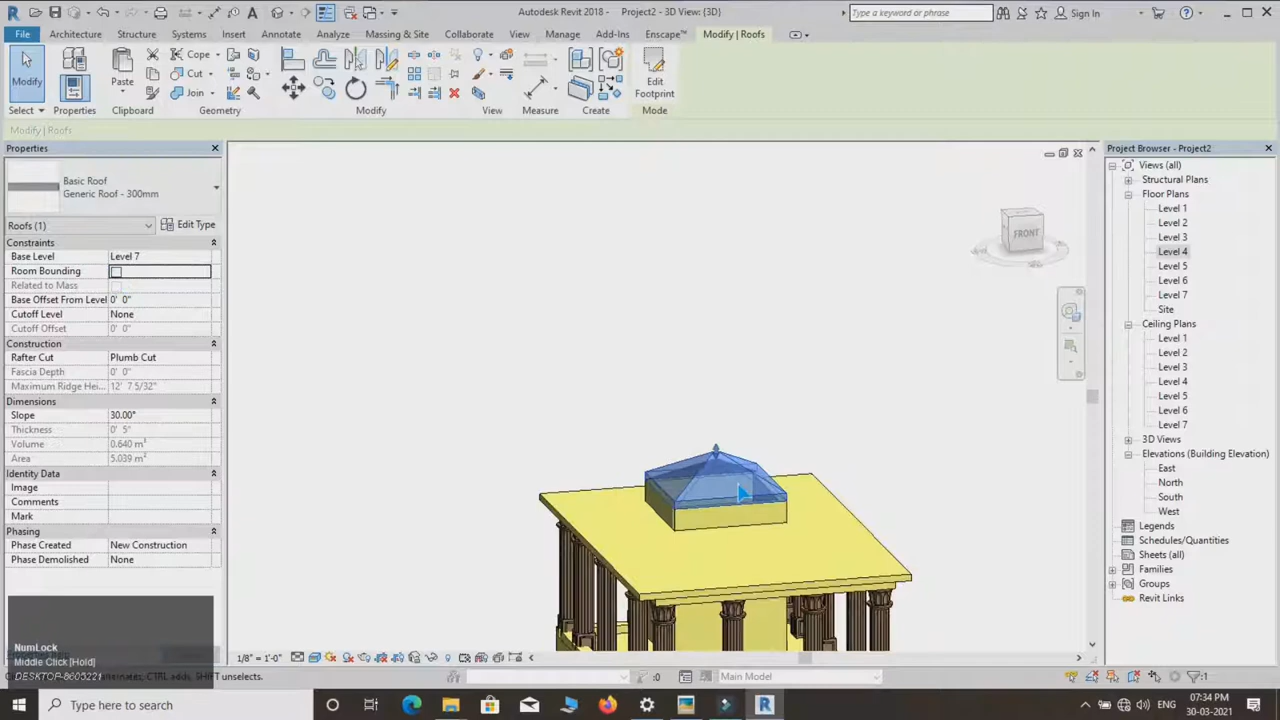 Autodesk Revit 2018 - Project2 - 3D View: {3D}
Type a keyword or phrase
Sign In
File
Architecture
Structure
Systems
Insert
Annotate
Analyze
Massing & Site
Collaborate
View
Manage
Add-Ins
Enscape™
Modify | Roofs
Modify
Paste
Cope
Cut
Join
Edit
Footprint
Select
Properties
Clipboard
Geometry
Modify
View
Measure
Create
Mode
Modify | Roofs
Properties
Basic Roof
Generic Roof - 300mm
Roofs (1)
Edit Type
Constraints
Base Level Level 7
Room Bounding
Related to Mass
Base Offset From Level 0' 0"
Cutoff Level None
Cutoff Offset 0' 0"
Construction
Rafter Cut Plumb Cut
Fascia Depth 0' 0"
Maximum Ridge Hei... 12' 7 5/32"
Dimensions
Slope 30.00°
Thickness 0' 5"
Volume 0.640 m³
Area 5.039 m²
Identity Data
Image
Comments
Mark
Phasing
Phase Created New Construction
Phase Demolished None
NumLock
Middle Click [Hold]
DESKTOP-8605221
FRONT
Project Browser - Project2
Views (all)
Structural Plans
Floor Plans
Level 1
Level 2
Level 3
Level 4
Level 5
Level 6
Level 7
Site
Ceiling Plans
Level 1
Level 2
Level 3
Level 4
Level 5
Level 6
Level 7
3D Views
Elevations (Building Elevation)
East
North
South
West
Legends
Schedules/Quantities
Sheets (all)
Families
Groups
Revit Links
1/8" = 1'-0"
CTRL adds, SHIFT unselects.
:0
Main Model
:1
Type here to search
ENG
07:34 PM
30-03-2021